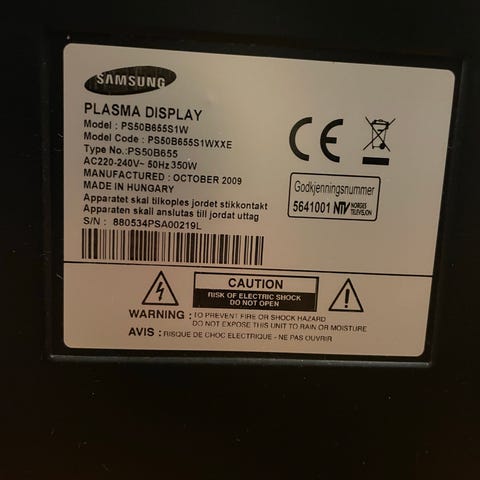 SAMSUNG
PLASMA DISPLAY
Model : PS50B655S1W
Model Code : PS50B655S1WXXE
Type No.:PS50B655
AC220-240V~ 50Hz 350W
MANUFACTURED : OCTOBER 2009
MADE IN HUNGARY
Apparatet skal tilkoples jordet stikkontakt
Apparaten skall anslutas till jordat uttag
S/N : 880534PSA00219L
CE
Godkjenningsnummer
5641001 NTV NORGES TELEVISJON
CAUTION
RISK OF ELECTRIC SHOCK
DO NOT OPEN
WARNING : TO PREVENT FIRE OR SHOCK HAZARD
DO NOT EXPOSE THIS UNIT TO RAIN OR MOISTURE
AVIS : RISQUE DE CHOC ELECTRIQUE - NE PAS OUVRIR